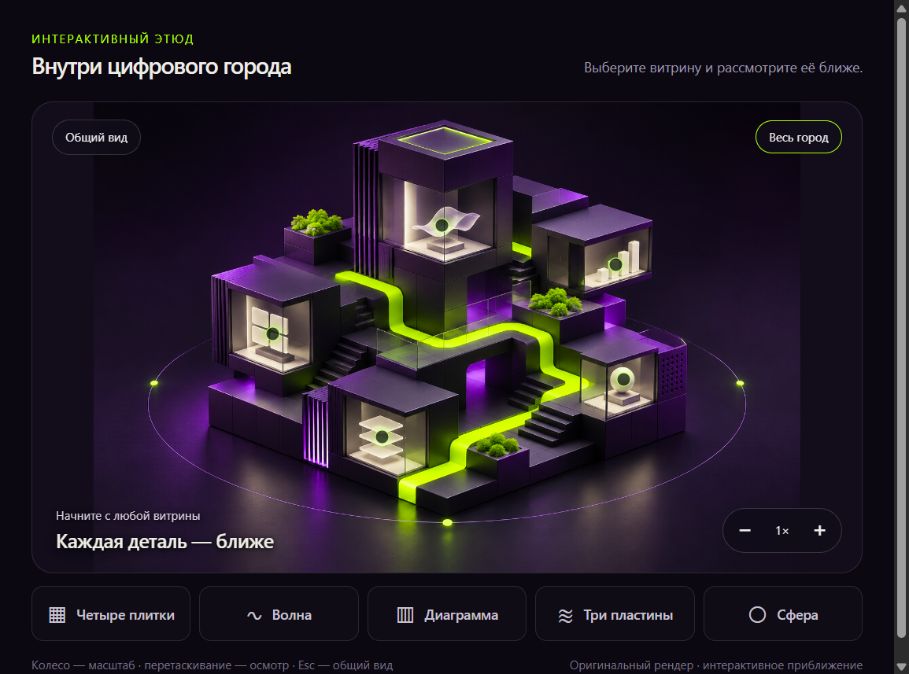 ИНТЕРАКТИВНЫЙ ЭТЮД
Внутри цифрового города
Выберите витрину и рассмотрите её ближе.
Общий вид
Весь город
Начните с любой витрины
Каждая деталь — ближе
− 1× +
Четыре плитки
Волна
Диаграмма
Три пластины
Сфера
Колесо — масштаб · перетаскивание — осмотр · Esc — общий вид
Оригинальный рендер · интерактивное приближение